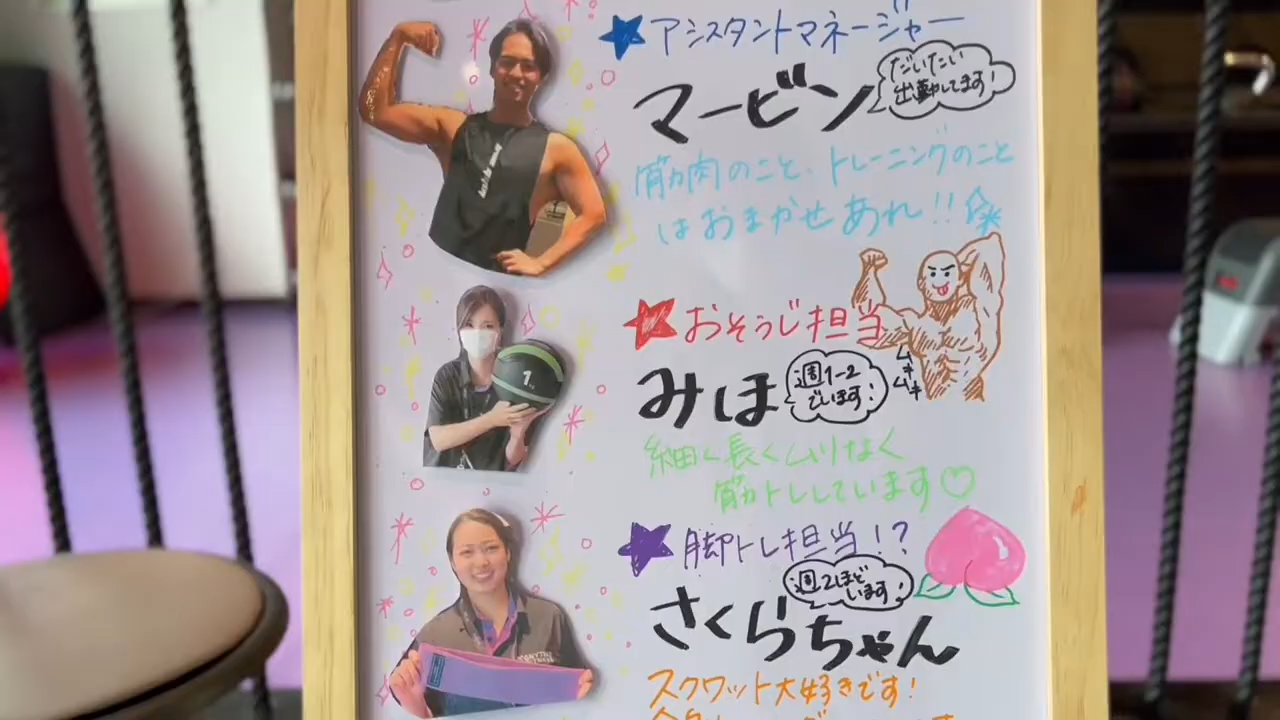 アシスタントマネージャー
マービン
だいたい
出勤してます!
筋肉のこと、トレーニングのこと
はおまかせあれ!!
おそうじ担当
ムキ
ムキ
みほ
週1-2
でいます!
細く長くムリなく
筋トレしています♡
脚トレ担当!?
週2ほど
います!
さくらちゃん
スクワット大好きです!
1